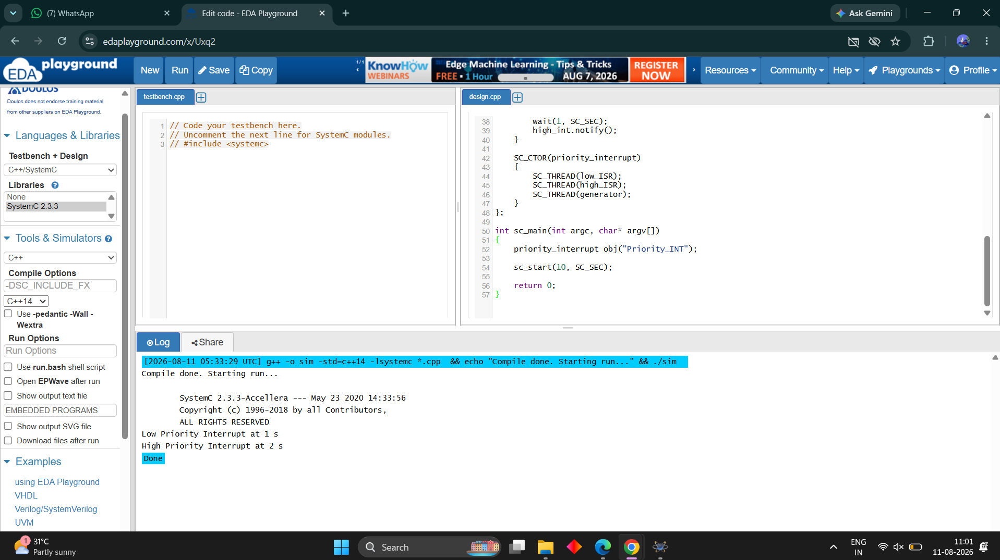 (7) WhatsApp
Edit code - EDA Playground
Ask Gemini
edaplayground.com/x/Uxq2
EDA playground
New
Run
Save
Copy
1/1
KnowHow
WEBINARS
Edge Machine Learning - Tips & Tricks
FREE • 1 Hour
AUG 7, 2026
REGISTER
NOW
Resources
Community
Help
Playgrounds
Profile
DOULOS
Doulos does not endorse training material
from other suppliers on EDA Playground.
Languages & Libraries
Testbench + Design
C++/SystemC
Libraries
None
SystemC 2.3.3
Tools & Simulators
C++
Compile Options
-DSC_INCLUDE_FX
C++14
Use -pedantic -Wall -
Wextra
Run Options
Run Options
Use run.bash shell script
Open EPWave after run
Show output text file
EMBEDDED PROGRAMS
Show output SVG file
Download files after run
Examples
using EDA Playground
VHDL
Verilog/SystemVerilog
UVM
testbench.cpp
1 // Code your testbench here.
2 // Uncomment the next line for SystemC modules.
3 // #include <systemc>
design.cpp
38 wait(1, SC_SEC);
39 high_int.notify();
40 }
41
42 SC_CTOR(priority_interrupt)
43 {
44 SC_THREAD(low_ISR);
45 SC_THREAD(high_ISR);
46 SC_THREAD(generator);
47 }
48 };
49
50 int sc_main(int argc, char* argv[])
51 {
52 priority_interrupt obj("Priority_INT");
53
54 sc_start(10, SC_SEC);
55
56 return 0;
57 }
Log
Share
[2026-08-11 05:33:29 UTC] g++ -o sim -std=c++14 -lsystemc *.cpp && echo "Compile done. Starting run..." && ./sim
Compile done. Starting run...
SystemC 2.3.3-Accellera --- May 23 2020 14:33:56
Copyright (c) 1996-2018 by all Contributors,
ALL RIGHTS RESERVED
Low Priority Interrupt at 1 s
High Priority Interrupt at 2 s
Done
1
31°C
Partly sunny
Search
ENG
IN
11:01
11-08-2026